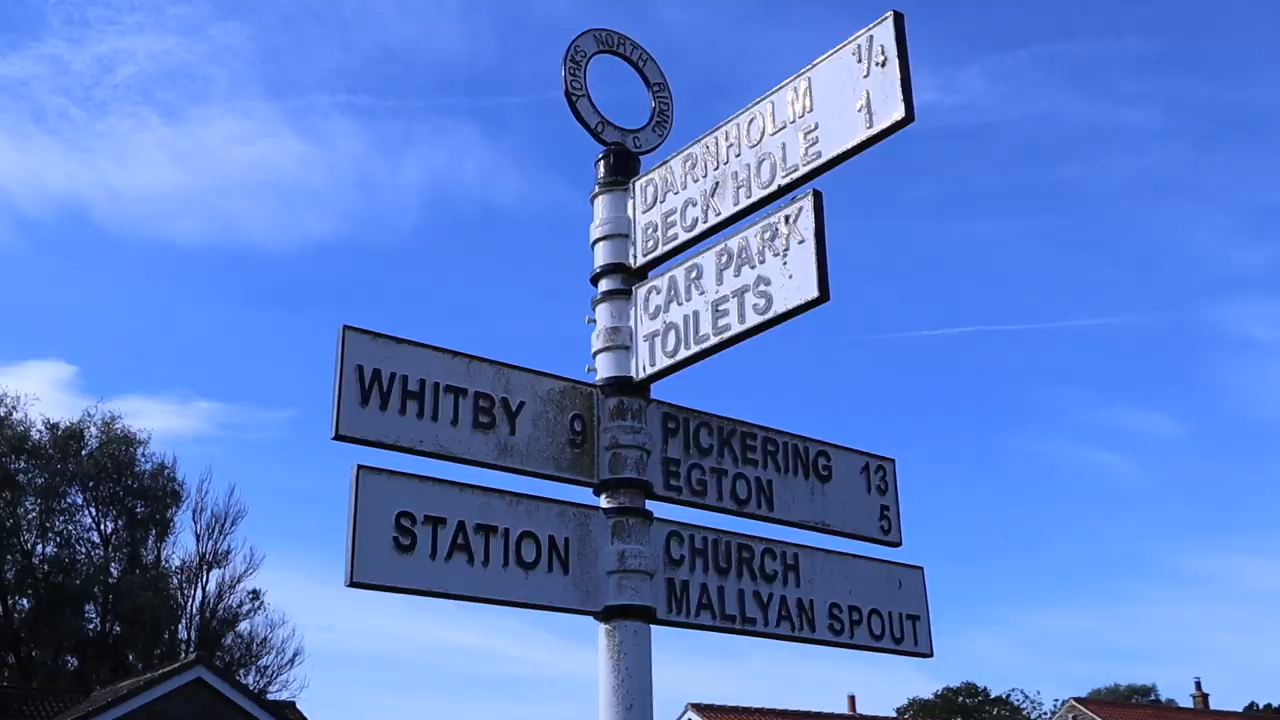 YORKS NORTH RIDING
D C
DARNHOLM 1/4
BECK HOLE 1
CAR PARK
TOILETS
WHITBY 9
PICKERING 13
EGTON 5
STATION
CHURCH
MALLYAN SPOUT